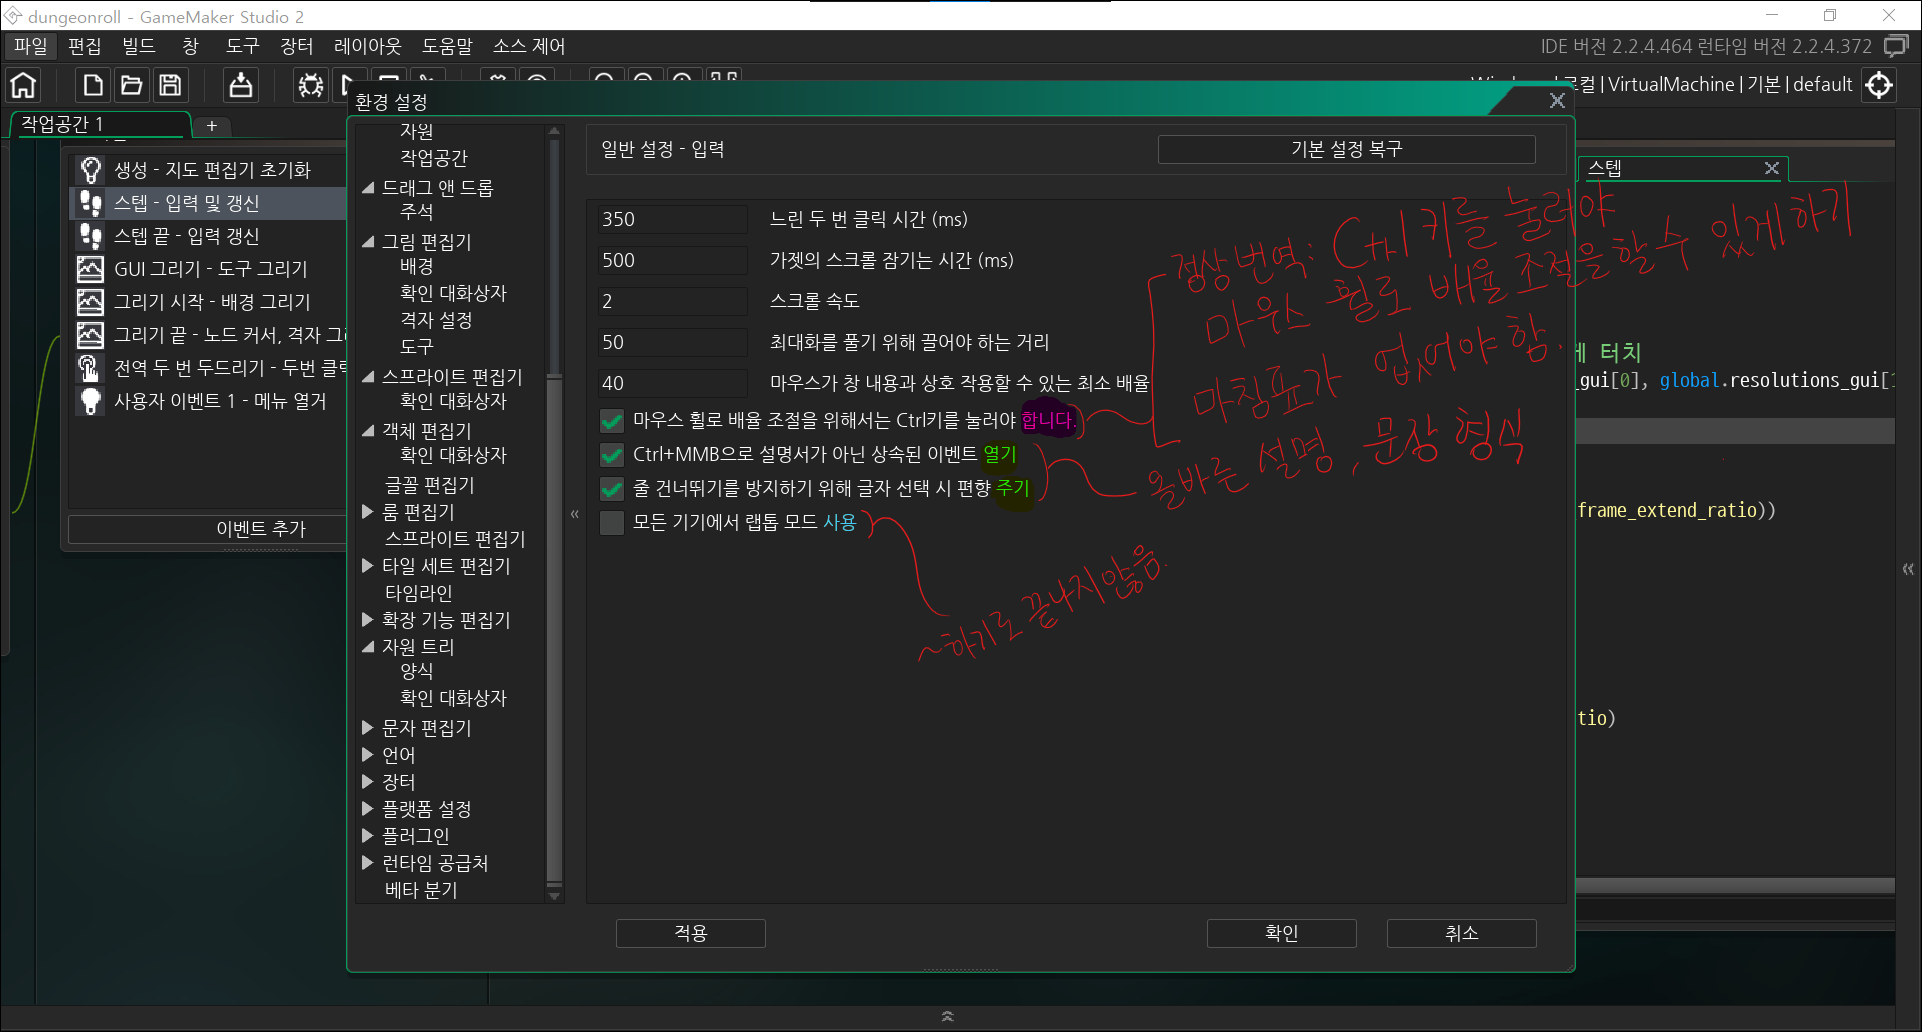 dungeonroll - GameMaker Studio 2
파일 편집 빌드 창 도구 장터 레이아웃 도움말 소스 제어
IDE 버전 2.2.4.464 런타임 버전 2.2.4.372
로컬 | VirtualMachine | 기본 | default
작업공간 1
+
생성 - 지도 편집기 초기화
스텝 - 입력 및 갱신
스텝 끝 - 입력 갱신
GUI 그리기 - 도구 그리기
그리기 시작 - 배경 그리기
그리기 끝 - 노드 커서, 격자
전역 두 번 두드리기 - 두번
사용자 이벤트 1 - 메뉴 열거
이벤트 추가
환경 설정
자원
작업공간
드래그 앤 드롭
주석
그림 편집기
배경
확인 대화상자
격자 설정
도구
스프라이트 편집기
확인 대화상자
객체 편집기
확인 대화상자
글꼴 편집기
룸 편집기
스프라이트 편집기
타일 세트 편집기
타임라인
확장 기능 편집기
자원 트리
양식
확인 대화상자
문자 편집기
언어
장터
플랫폼 설정
플러그인
런타임 공급처
베타 분기
일반 설정 - 입력
기본 설정 복구
350 느린 두 번 클릭 시간 (ms)
500 가젯의 스크롤 잠기는 시간 (ms)
2 스크롤 속도
50 최대화를 풀기 위해 끌어야 하는 거리
40 마우스가 창 내용과 상호 작용할 수 있는 최소 배율
마우스 휠로 배율 조절을 위해서는 Ctrl키를 눌러야 합니다.
Ctrl+MMB으로 설명서가 아닌 상속된 이벤트 열기
줄 건너뛰기를 방지하기 위해 글자 선택 시 편향 주기
모든 기기에서 랩톱 모드 사용
정상 번역: Ctrl 키를 눌러야
마우스 휠로 배율 조절을 할 수 있게 하기
마침표가 없어야 함.
올바른 설명, 문장 형식
~하기로 끝나지 않음.
적용
확인
취소
스텝
터치
_gui[0], global.resolutions_gui[
frame_extend_ratio))
tio)